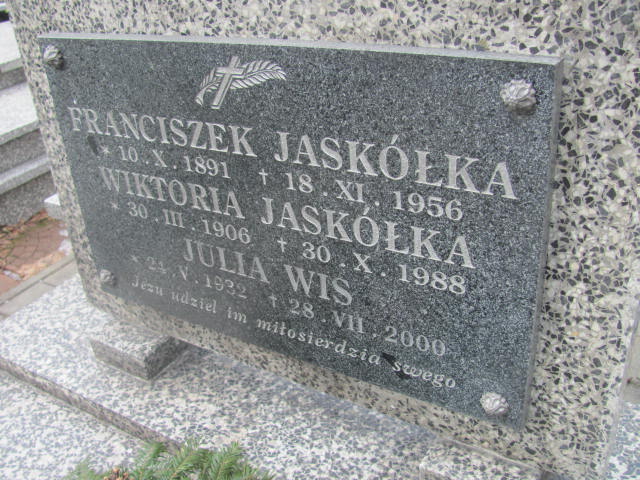 FRANCISZEK JASKÓŁKA
* 10 . X . 1891 † 18 . XI . 1956
WIKTORIA JASKÓŁKA
* 30 . III . 1906 † 30 . X . 1988
JULIA WIS
* 24 . V . 1932 † 28 . VII . 2000
Jezu udziel im miłosierdzia swego